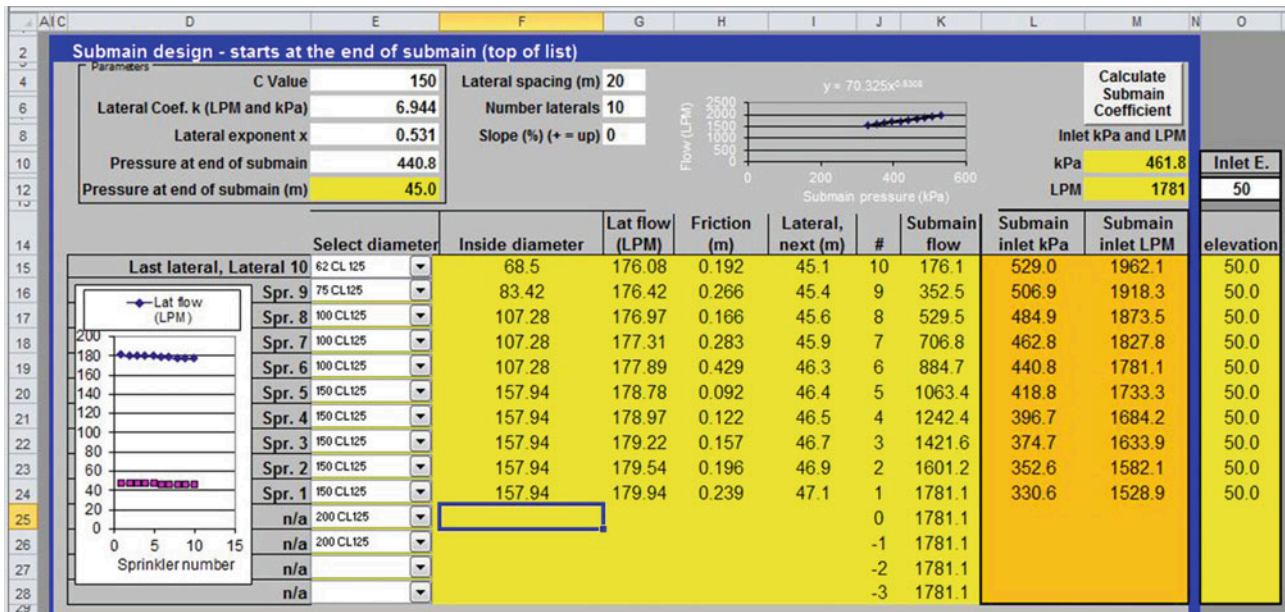 A I C D E F G H I J K L M N O
2 Submain design - starts at the end of submain (top of list)
Parameters
4 C Value 150 Lateral spacing (m) 20
6 Lateral Coef. k (LPM and kPa) 6.944 Number laterals 10
8 Lateral exponent x 0.531 Slope (%) (+ = up) 0
10 Pressure at end of submain 440.8
12 Pressure at end of submain (m) 45.0
y = 70.325x^0.5308
Flow (LPM)
2500
2000
1500
1000
500
0
0 200 400 600
Submain pressure (kPa)
Calculate
Submain
Coefficient
Inlet kPa and LPM
kPa 461.8 Inlet E.
LPM 1781 50
13
14 Select diameter Inside diameter Lat flow (LPM) Friction (m) Lateral, next (m) # Submain flow Submain inlet kPa Submain inlet LPM elevation
15 Last lateral, Lateral 10 62 CL 125 68.5 176.08 0.192 45.1 10 176.1 529.0 1962.1 50.0
16 Spr. 9 75 CL125 83.42 176.42 0.266 45.4 9 352.5 506.9 1918.3 50.0
17 Spr. 8 100 CL125 107.28 176.97 0.166 45.6 8 529.5 484.9 1873.5 50.0
18 Spr. 7 100 CL125 107.28 177.31 0.283 45.9 7 706.8 462.8 1827.8 50.0
19 Spr. 6 100 CL125 107.28 177.89 0.429 46.3 6 884.7 440.8 1781.1 50.0
20 Spr. 5 150 CL125 157.94 178.78 0.092 46.4 5 1063.4 418.8 1733.3 50.0
21 Spr. 4 150 CL125 157.94 178.97 0.122 46.5 4 1242.4 396.7 1684.2 50.0
22 Spr. 3 150 CL125 157.94 179.22 0.157 46.7 3 1421.6 374.7 1633.9 50.0
23 Spr. 2 150 CL125 157.94 179.54 0.196 46.9 2 1601.2 352.6 1582.1 50.0
24 Spr. 1 150 CL125 157.94 179.94 0.239 47.1 1 1781.1 330.6 1528.9 50.0
25 n/a 200 CL125 0 1781.1
26 n/a 200 CL125 -1 1781.1
27 n/a -2 1781.1
28 n/a -3 1781.1
29
Lat flow
(LPM)
200
180
160
140
120
100
80
60
40
20
0
0 5 10 15
Sprinkler number